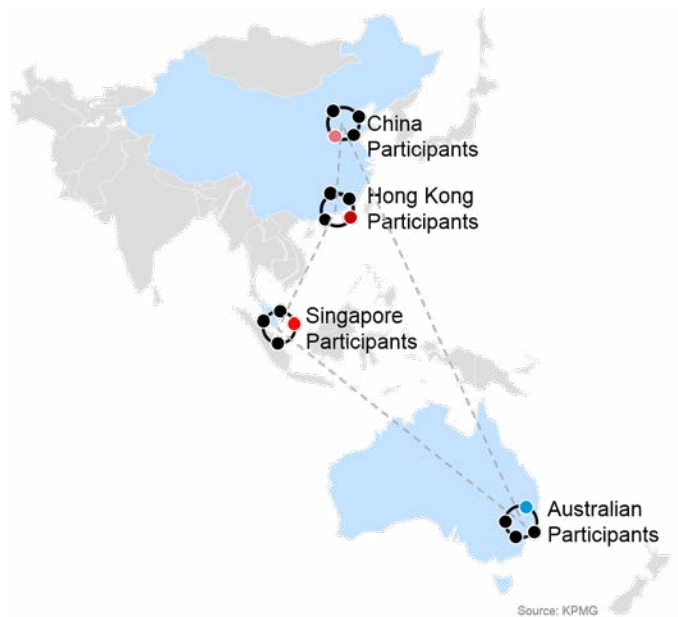 China
Participants
Hong Kong
Participants
Singapore
Participants
Australian
Participants
Source: KPMG